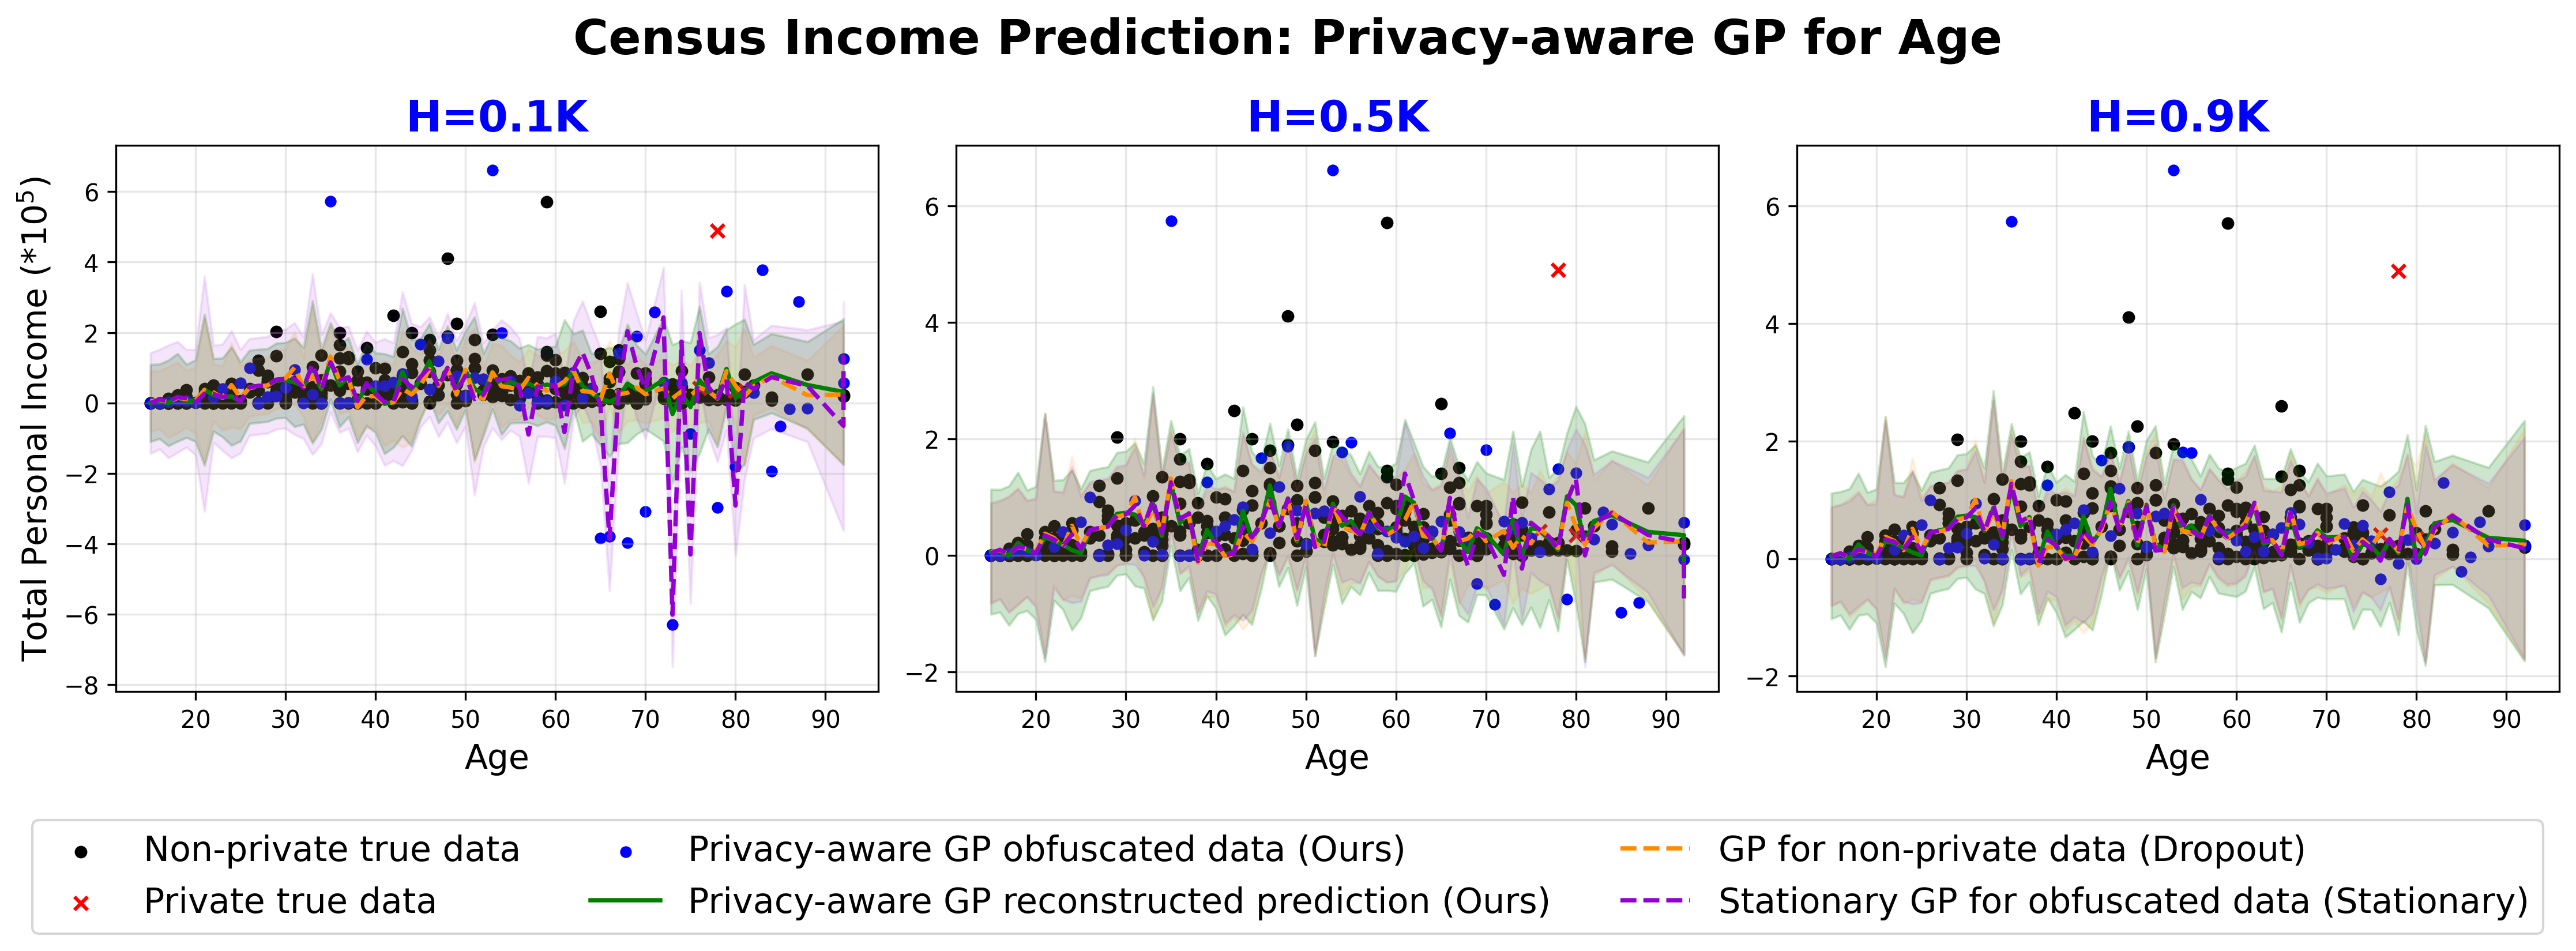 Census Income Prediction: Privacy-aware GP for Age
H=0.1K
H=0.5K
H=0.9K
Total Personal Income (*10⁵)
6
4
2
0
−2
−4
−6
−8
20 30 40 50 60 70 80 90
Age
6
4
2
0
−2
20 30 40 50 60 70 80 90
Age
6
4
2
0
−2
20 30 40 50 60 70 80 90
Age
Non-private true data
Private true data
Privacy-aware GP obfuscated data (Ours)
Privacy-aware GP reconstructed prediction (Ours)
GP for non-private data (Dropout)
Stationary GP for obfuscated data (Stationary)